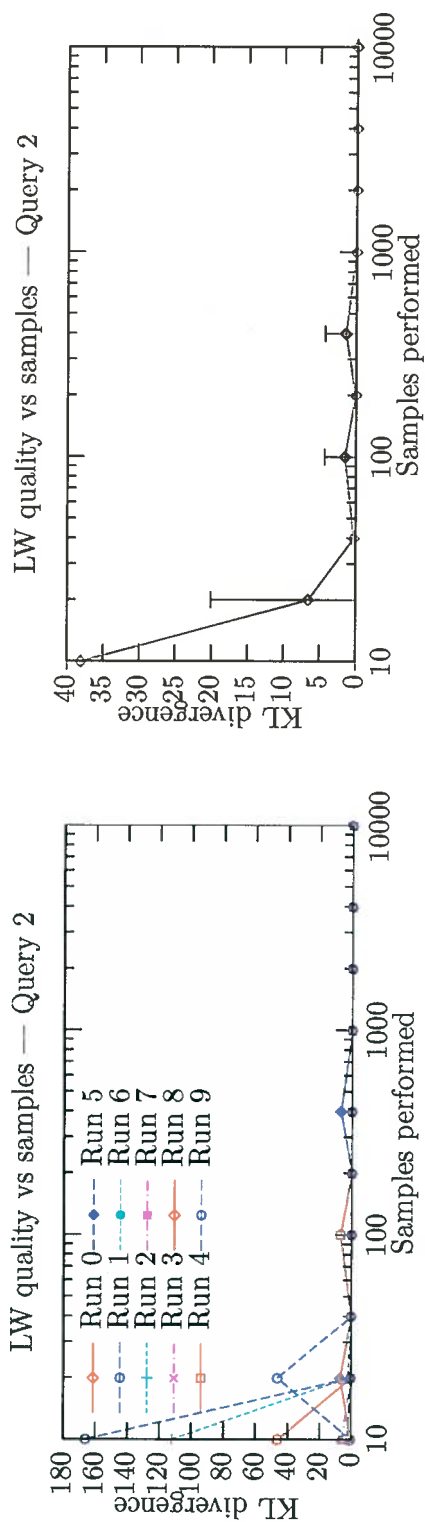 LW quality vs samples — Query 2
KL divergence
180
160
140
120
100
80
60
40
20
0
Run 0
Run 1
Run 2
Run 3
Run 4
Run 5
Run 6
Run 7
Run 8
Run 9
10 100 1000 10000
Samples performed
LW quality vs samples — Query 2
KL divergence
40
35
30
25
20
15
10
5
0
10 100 1000 10000
Samples performed